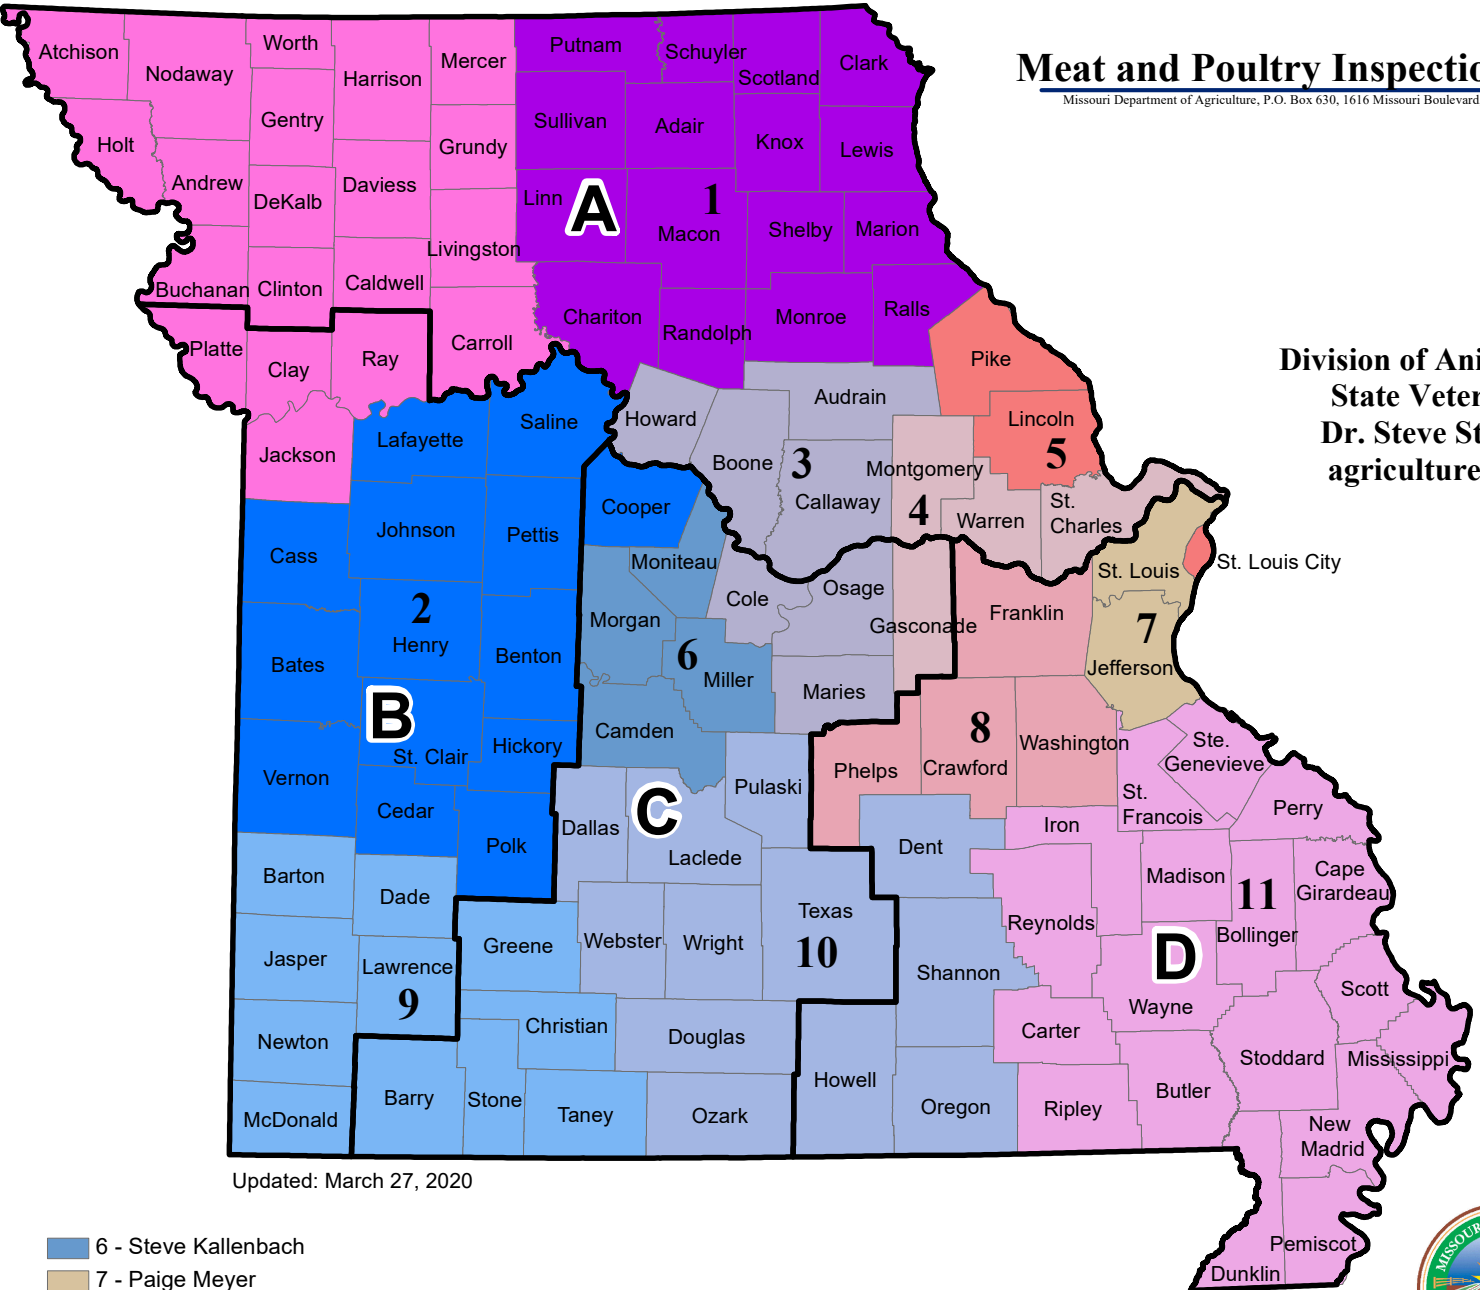 Meat and Poultry Inspectio
Missouri Department of Agriculture, P.O. Box 630, 1616 Missouri Boulevard
Division of Ani
State Veter
Dr. Steve St
agriculture
Atchison
Nodaway
Worth
Harrison
Mercer
Putnam
Schuyler
Scotland
Clark
Holt
Gentry
Grundy
Sullivan
Adair
Knox
Lewis
Andrew
DeKalb
Daviess
Linn
A
1
Macon
Shelby
Marion
Buchanan
Clinton
Caldwell
Livingston
Chariton
Randolph
Monroe
Ralls
Platte
Clay
Ray
Carroll
Pike
Jackson
Lafayette
Saline
Howard
Audrain
Lincoln
5
Boone
3
Callaway
Montgomery
4
Warren
St.
Charles
Cass
Johnson
Pettis
Cooper
Moniteau
Cole
Osage
Gasconade
Franklin
St. Louis
St. Louis City
7
Jefferson
2
Henry
Bates
Benton
Morgan
6
Miller
Maries
B
St. Clair
Hickory
Camden
Vernon
Cedar
Polk
Dallas
C
Laclede
Pulaski
Phelps
8
Crawford
Washington
Ste.
Genevieve
St.
Francois
Perry
Iron
Dent
Madison
11
Bollinger
Cape
Girardeau
Barton
Dade
Reynolds
D
Wayne
Jasper
Lawrence
9
Greene
Webster
Wright
Texas
10
Shannon
Scott
Newton
Christian
Douglas
Carter
Stoddard
Mississippi
McDonald
Barry
Stone
Taney
Ozark
Howell
Oregon
Ripley
Butler
New
Madrid
Pemiscot
Dunklin
Updated: March 27, 2020
6 - Steve Kallenbach
7 - Paige Meyer
MISSOUR